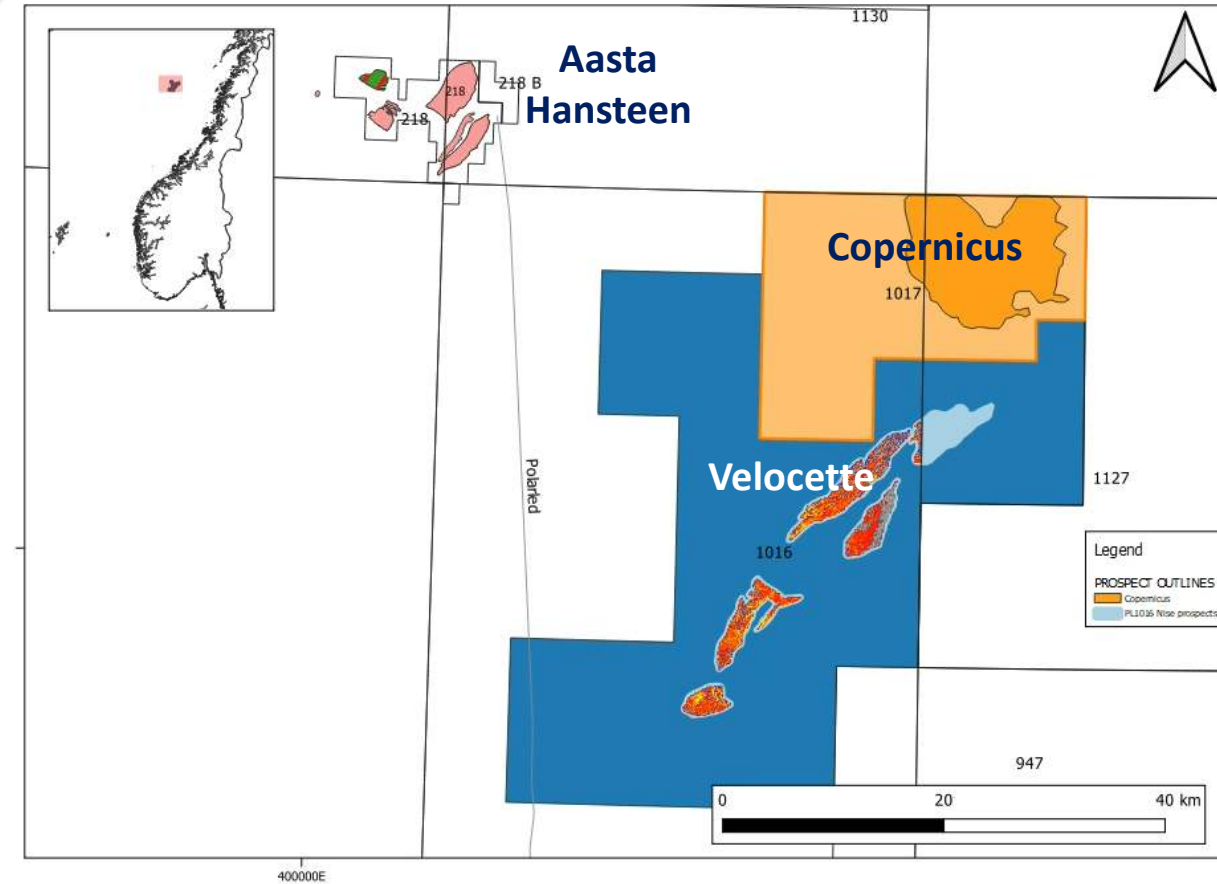 1130
Aasta
Hansteen
218 B
218
218
Copernicus
1017
Velocette
Polarled
1127
1016
Legend
PROSPECT OUTLINES
Copernicus
PL1016 Nise prospects
947
0 20 40 km
400000E